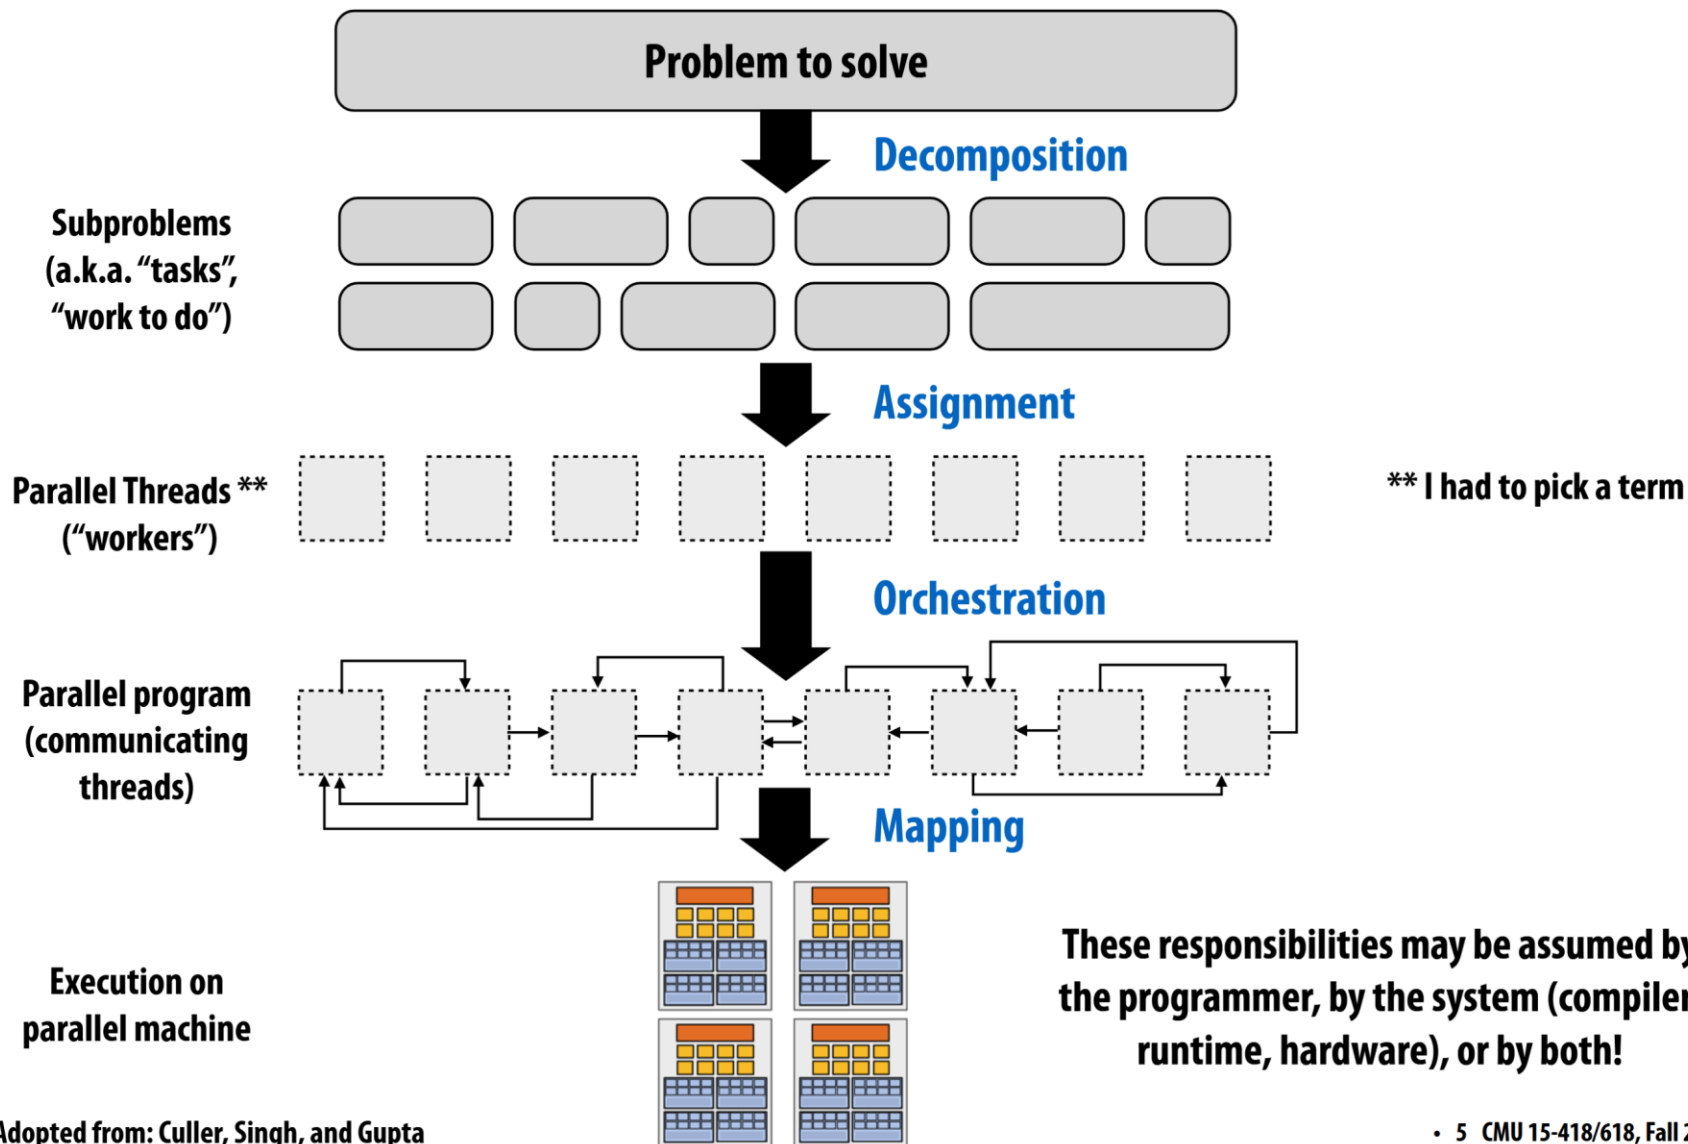 Problem to solve
Decomposition
Subproblems
(a.k.a. “tasks”,
“work to do”)
Assignment
Parallel Threads **
(“workers”)
** I had to pick a term
Orchestration
Parallel program
(communicating
threads)
Mapping
Execution on
parallel machine
These responsibilities may be assumed by
the programmer, by the system (compiler
runtime, hardware), or by both!
Adopted from: Culler, Singh, and Gupta
• 5 CMU 15-418/618, Fall 2